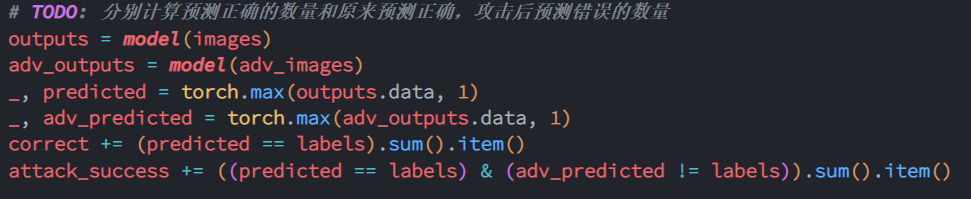 # TODO: 分别计算预测正确的数量和原来预测正确，攻击后预测错误的数量
outputs = model(images)
adv_outputs = model(adv_images)
_, predicted = torch.max(outputs.data, 1)
_, adv_predicted = torch.max(adv_outputs.data, 1)
correct += (predicted == labels).sum().item()
attack_success += ((predicted == labels) & (adv_predicted != labels)).sum().item()